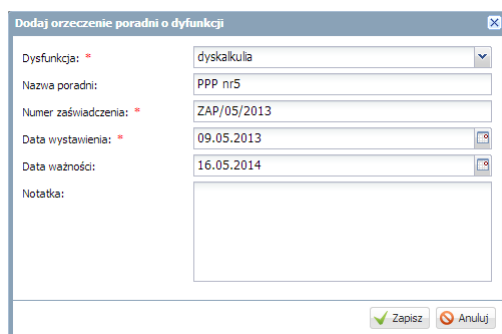 Dodaj orzeczenie poradni o dyfunkcji
Dysfunkcja: * dyskalkulia
Nazwa poradni: PPP nr5
Numer zaświadczenia: * ZAP/05/2013
Data wystawienia: * 09.05.2013
Data ważności: 16.05.2014
Notatka:
Zapisz Anuluj